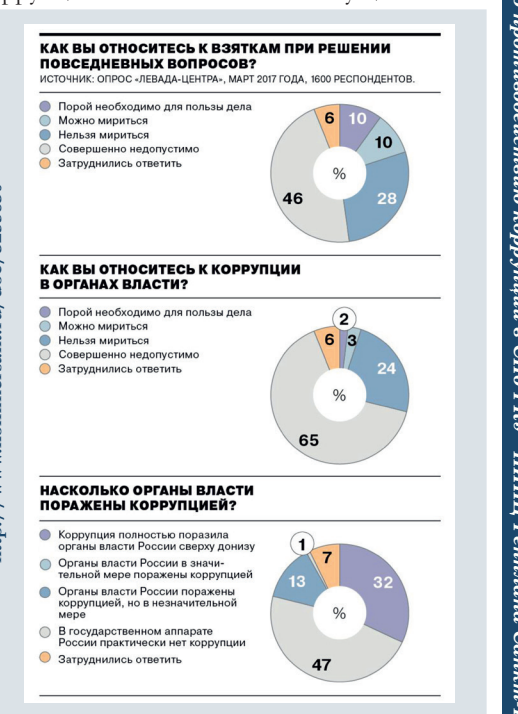 КАК ВЫ ОТНОСИТЕСЬ К ВЗЯТКАМ ПРИ РЕШЕНИИ
ПОВСЕДНЕВНЫХ ВОПРОСОВ?
ИСТОЧНИК: ОПРОС «ЛЕВАДА-ЦЕНТРА», МАРТ 2017 ГОДА, 1600 РЕСПОНДЕНТОВ.
Порой необходимо для пользы дела
Можно мириться
Нельзя мириться
Совершенно недопустимо
Затруднились ответить
6
10
10
28
46
%
КАК ВЫ ОТНОСИТЕСЬ К КОРРУПЦИИ
В ОРГАНАХ ВЛАСТИ?
Порой необходимо для пользы дела
Можно мириться
Нельзя мириться
Совершенно недопустимо
Затруднились ответить
2
6
3
24
65
%
НАСКОЛЬКО ОРГАНЫ ВЛАСТИ
ПОРАЖЕНЫ КОРРУПЦИЕЙ?
Коррупция полностью поразила
органы власти России сверху донизу
Органы власти России в значи-
тельной мере поражены коррупцией
Органы власти России поражены
коррупцией, но в незначительной
мере
В государственном аппарате
России практически нет коррупции
Затруднились ответить
1
7
13
32
47
%
коррупции в